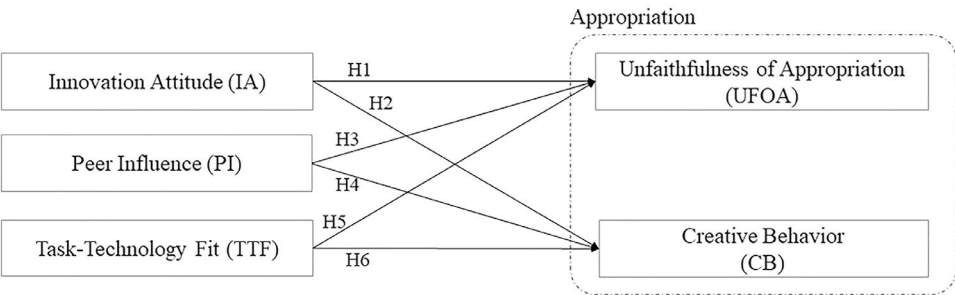 Appropriation
Innovation Attitude (IA)
H1
Unfaithfulness of Appropriation
(UFOA)
H2
H3
Peer Influence (PI)
H4
H5
Task-Technology Fit (TTF)
H6
Creative Behavior
(CB)